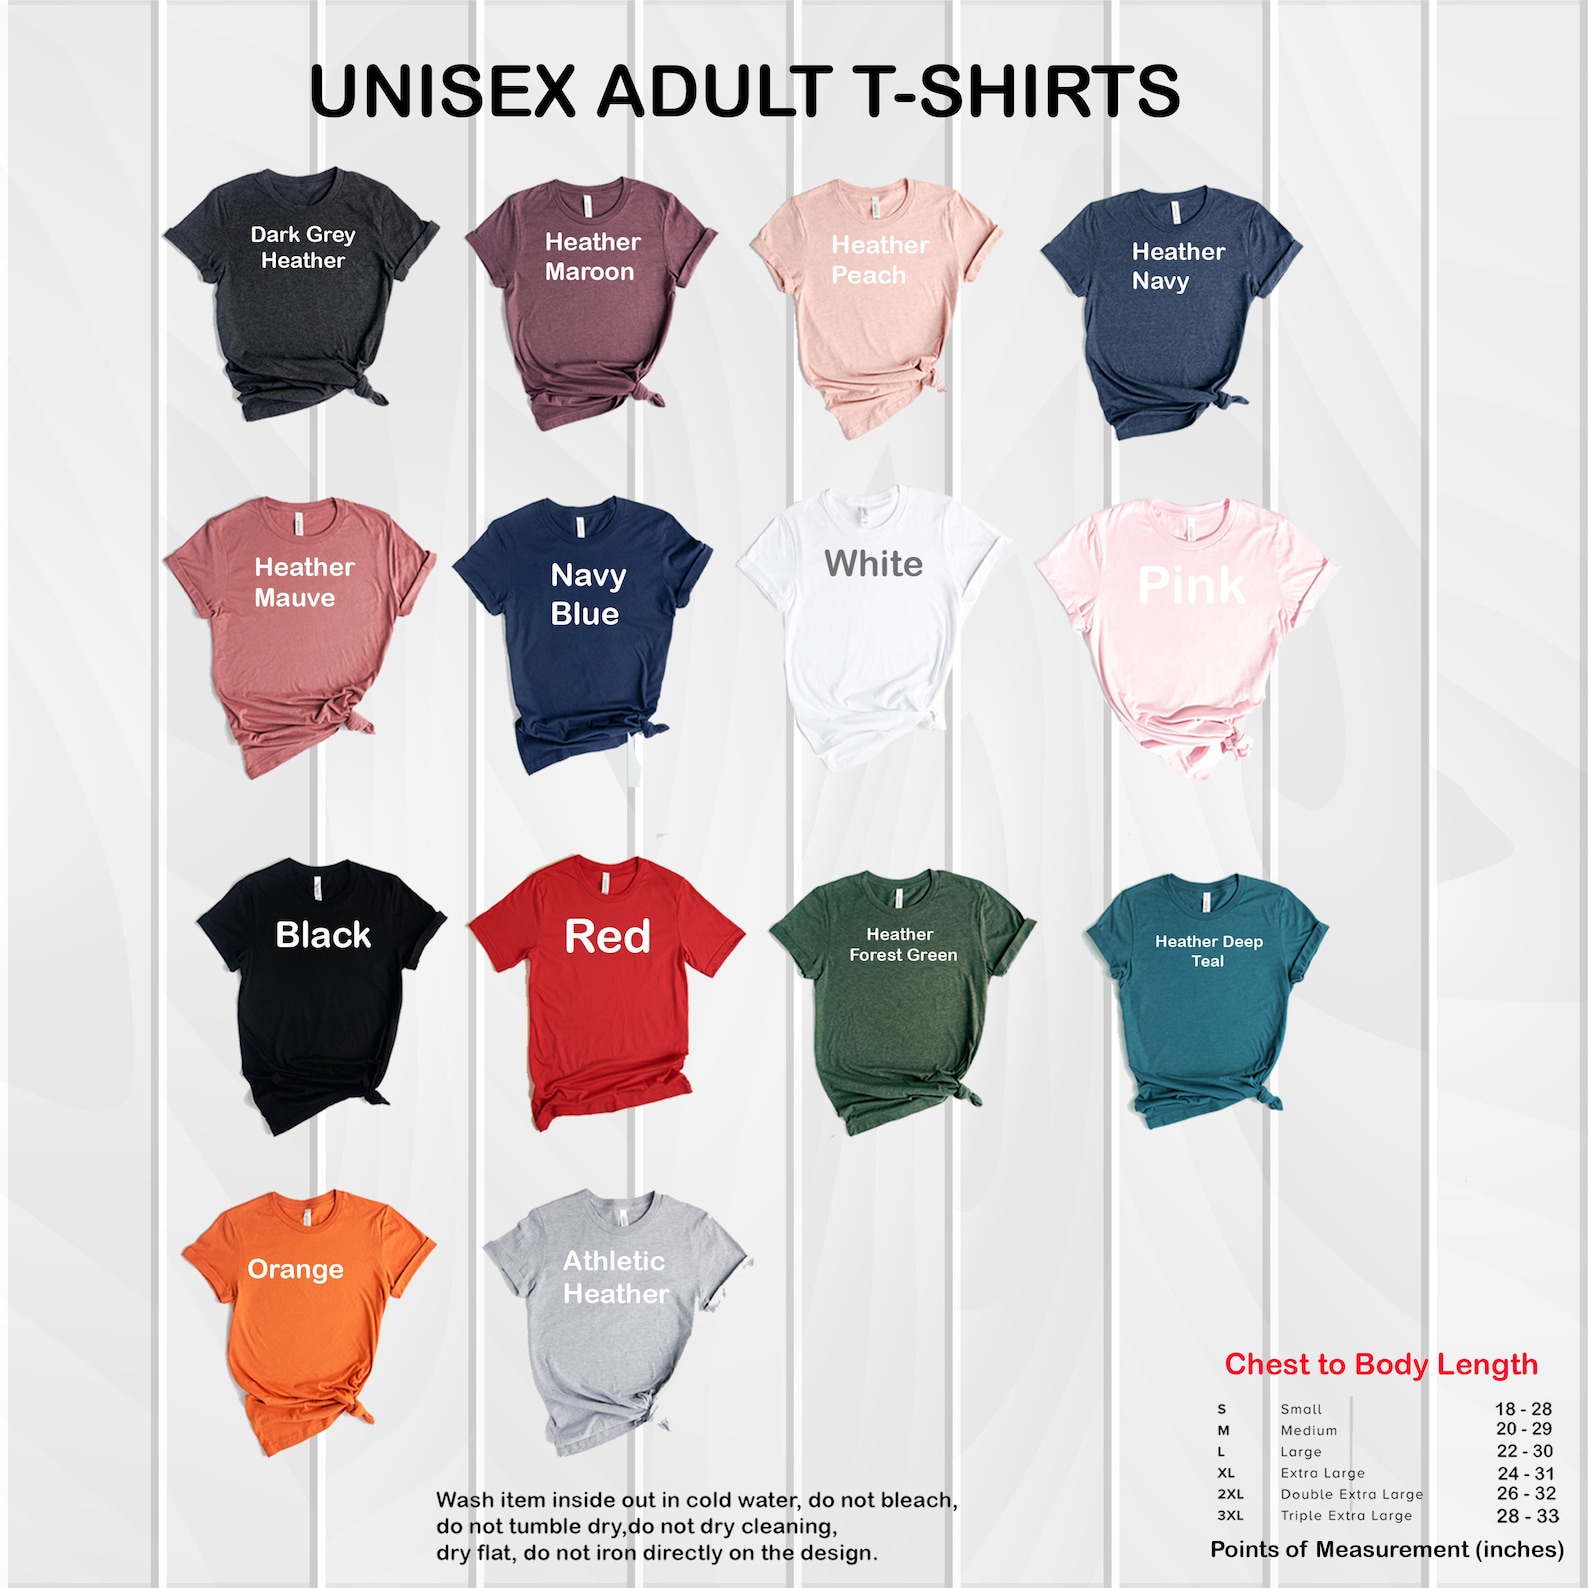 UNISEX ADULT T-SHIRTS
Dark Grey
Heather
Heather
Maroon
Heather
Peach
Heather
Navy
Heather
Mauve
Navy
Blue
White
Pink
Black
Red
Heather
Forest Green
Heather Deep
Teal
Orange
Athletic
Heather
Chest to Body Length
S Small 18 - 28
M Medium 20 - 29
L Large 22 - 30
XL Extra Large 24 - 31
2XL Double Extra Large 26 - 32
3XL Triple Extra Large 28 - 33
Points of Measurement (inches)
Wash item inside out in cold water, do not bleach,
do not tumble dry,do not dry cleaning,
dry flat, do not iron directly on the design.